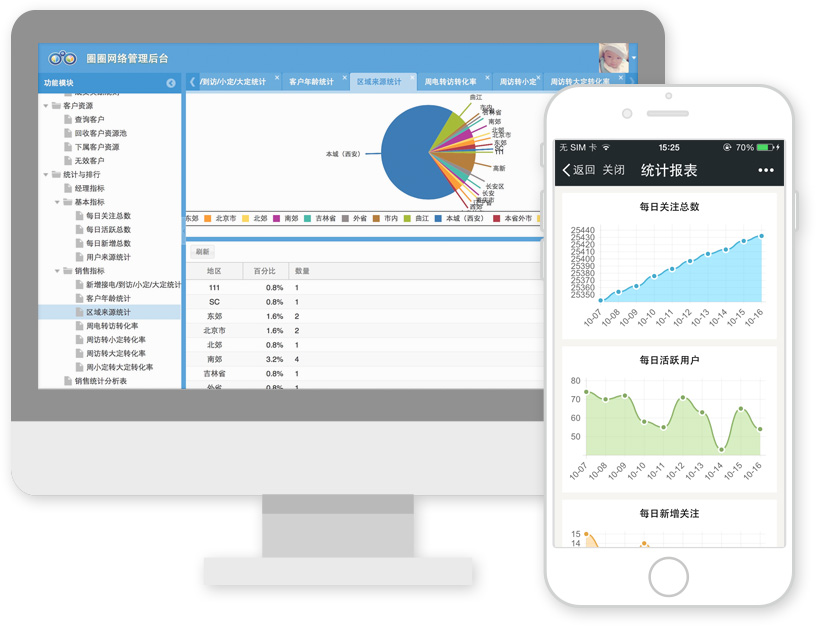 圈圈网络管理后台
功能模块
/到访/小定/大定统计
客户年龄统计
区域来源统计
周电转访转化率
周访转小定
周访转大定转化率
客户资源
查询客户
回收客户资源池
下属客户资源
无效客户
统计与排行
经理指标
基本指标
每日关注总数
每日活跃总数
每日新增总数
用户来源统计
销售指标
新增接电/到访/小定/大定统计
客户年龄统计
区域来源统计
周电转访转化率
周访转小定转化率
周访转大定转化率
周小定转大定转化率
销售统计分析表
本城（西安）
曲江
市内
吉林省
南郊
北郊
北京市
东郊
SC
111
高新
长安区
长安
西郊
东郊 北京市 北郊 南郊 吉林省 外省 市内 曲江 本城（西安） 本省外市
刷新
地区 百分比 数量
111 0.8% 1
SC 0.8% 1
东郊 1.6% 2
北京市 1.6% 2
北郊 0.8% 1
南郊 3.2% 4
吉林省 0.8% 1
外省 0.8% 1
无 SIM 卡 15:25 70%
返回 关闭 统计报表
每日关注总数
25440
25430
25420
25410
25400
25390
25380
25370
25360
25350
10-07 10-08 10-09 10-10 10-11 10-12 10-13 10-14 10-15 10-16
每日活跃用户
80
70
60
50
10-07 10-08 10-09 10-10 10-11 10-12 10-13 10-14 10-15 10-16
每日新增关注
15
14